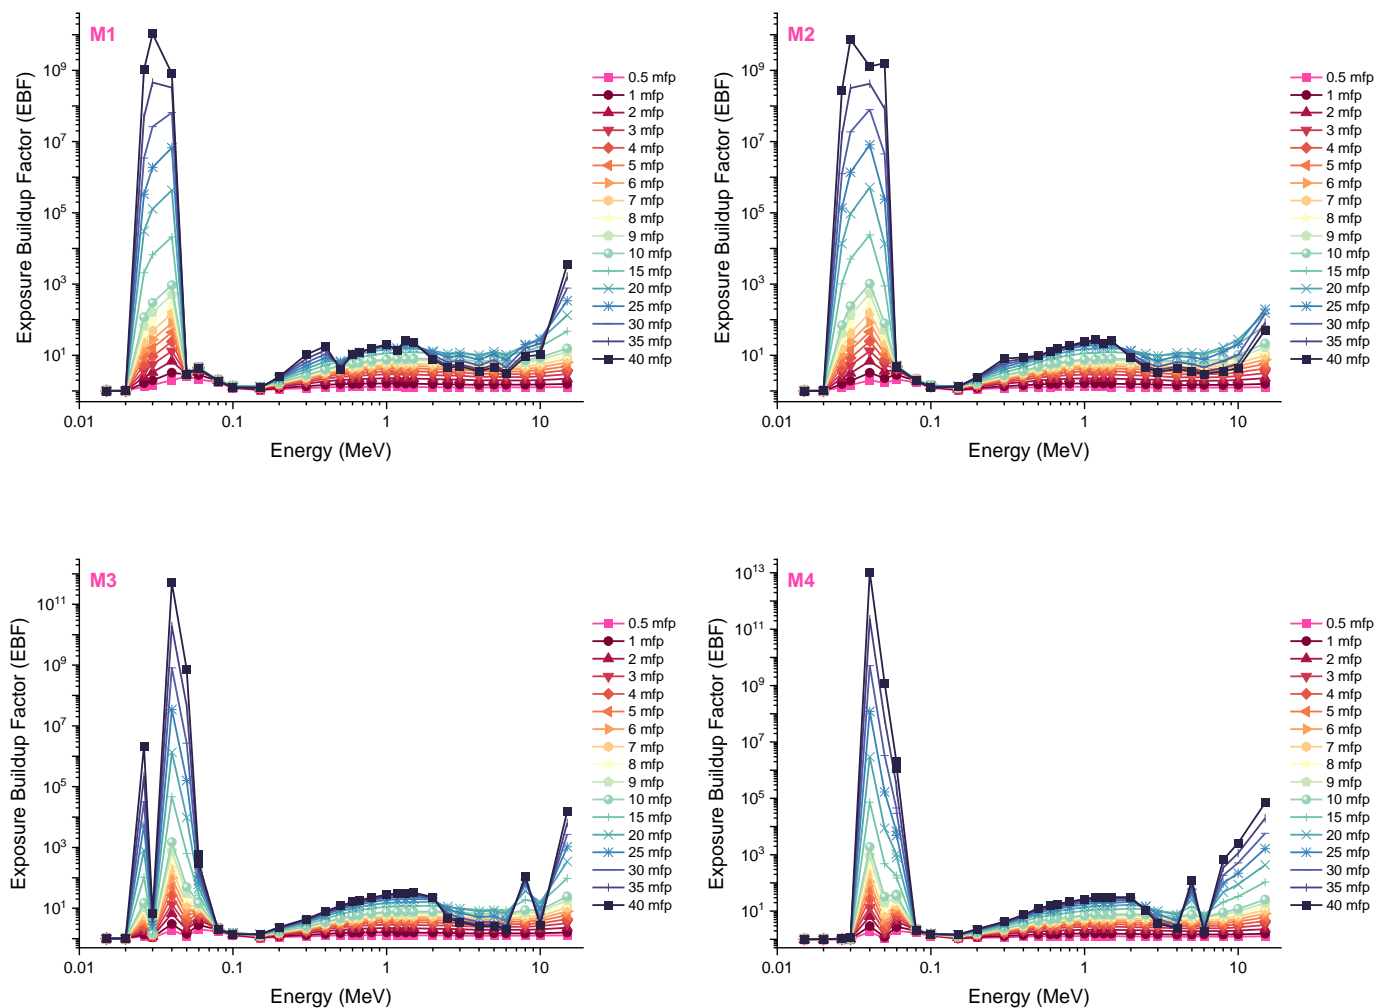 M1
Exposure Buildup Factor (EBF)
10⁹
10⁷
10⁵
10³
10¹
0.01
0.1
1
10
Energy (MeV)
0.5 mfp
1 mfp
2 mfp
3 mfp
4 mfp
5 mfp
6 mfp
7 mfp
8 mfp
9 mfp
10 mfp
15 mfp
20 mfp
25 mfp
30 mfp
35 mfp
40 mfp
M2
Exposure Buildup Factor (EBF)
10⁹
10⁷
10⁵
10³
10¹
0.01
0.1
1
10
Energy (MeV)
0.5 mfp
1 mfp
2 mfp
3 mfp
4 mfp
5 mfp
6 mfp
7 mfp
8 mfp
9 mfp
10 mfp
15 mfp
20 mfp
25 mfp
30 mfp
35 mfp
40 mfp
M3
Exposure Buildup Factor (EBF)
10¹¹
10⁹
10⁷
10⁵
10³
10¹
0.01
0.1
1
10
Energy (MeV)
0.5 mfp
1 mfp
2 mfp
3 mfp
4 mfp
5 mfp
6 mfp
7 mfp
8 mfp
9 mfp
10 mfp
15 mfp
20 mfp
25 mfp
30 mfp
35 mfp
40 mfp
M4
Exposure Buildup Factor (EBF)
10¹³
10¹¹
10⁹
10⁷
10⁵
10³
10¹
0.01
0.1
1
10
Energy (MeV)
0.5 mfp
1 mfp
2 mfp
3 mfp
4 mfp
5 mfp
6 mfp
7 mfp
8 mfp
9 mfp
10 mfp
15 mfp
20 mfp
25 mfp
30 mfp
35 mfp
40 mfp